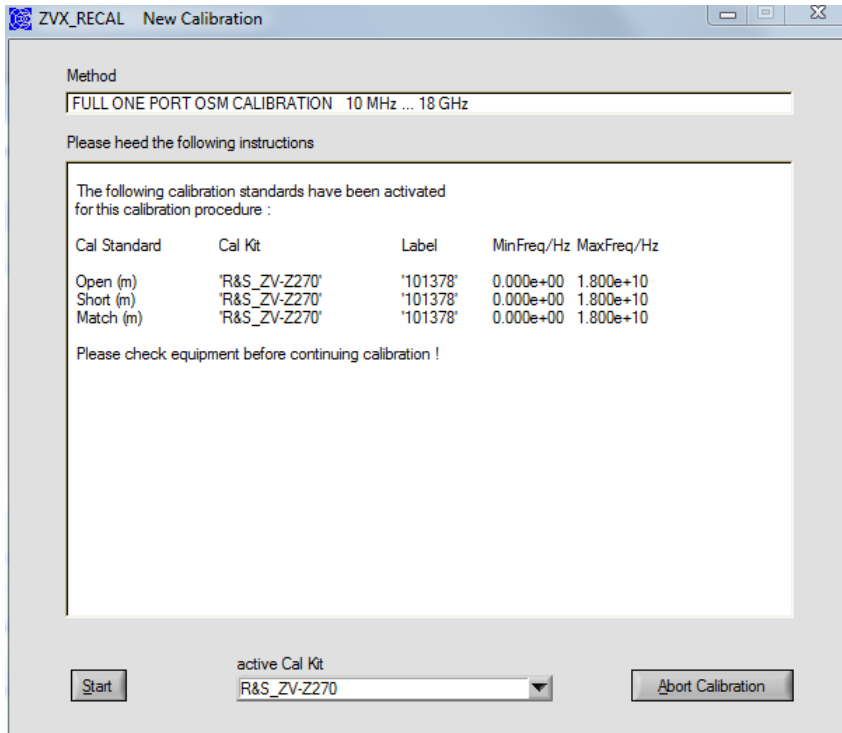 ZVX_RECAL New Calibration
Method
FULL ONE PORT OSM CALIBRATION 10 MHz ... 18 GHz
Please heed the following instructions
The following calibration standards have been activated
for this calibration procedure :
Cal Standard Cal Kit Label MinFreq/Hz MaxFreq/Hz
Open (m) 'R&S_ZV-Z270' '101378' 0.000e+00 1.800e+10
Short (m) 'R&S_ZV-Z270' '101378' 0.000e+00 1.800e+10
Match (m) 'R&S_ZV-Z270' '101378' 0.000e+00 1.800e+10
Please check equipment before continuing calibration !
active Cal Kit
Start R&S_ZV-Z270 Abort Calibration